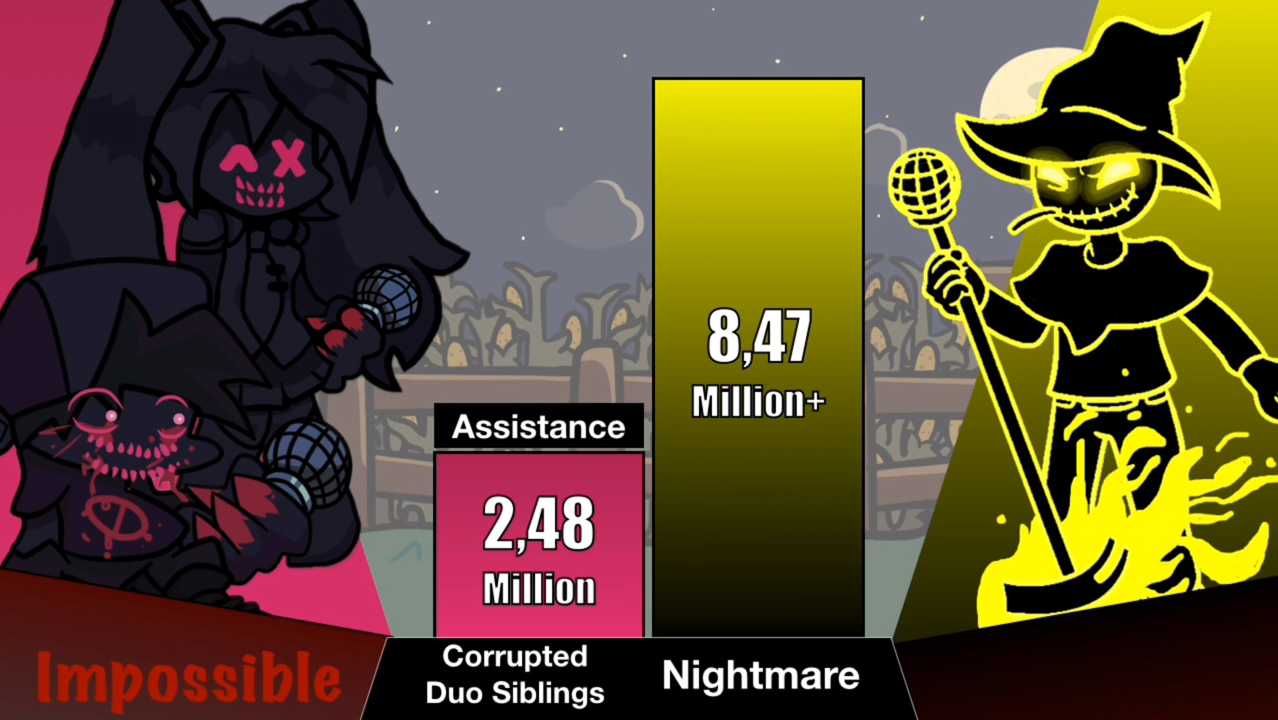 Assistance
2,48
Million
8,47
Million+
Impossible
Corrupted
Duo Siblings
Nightmare